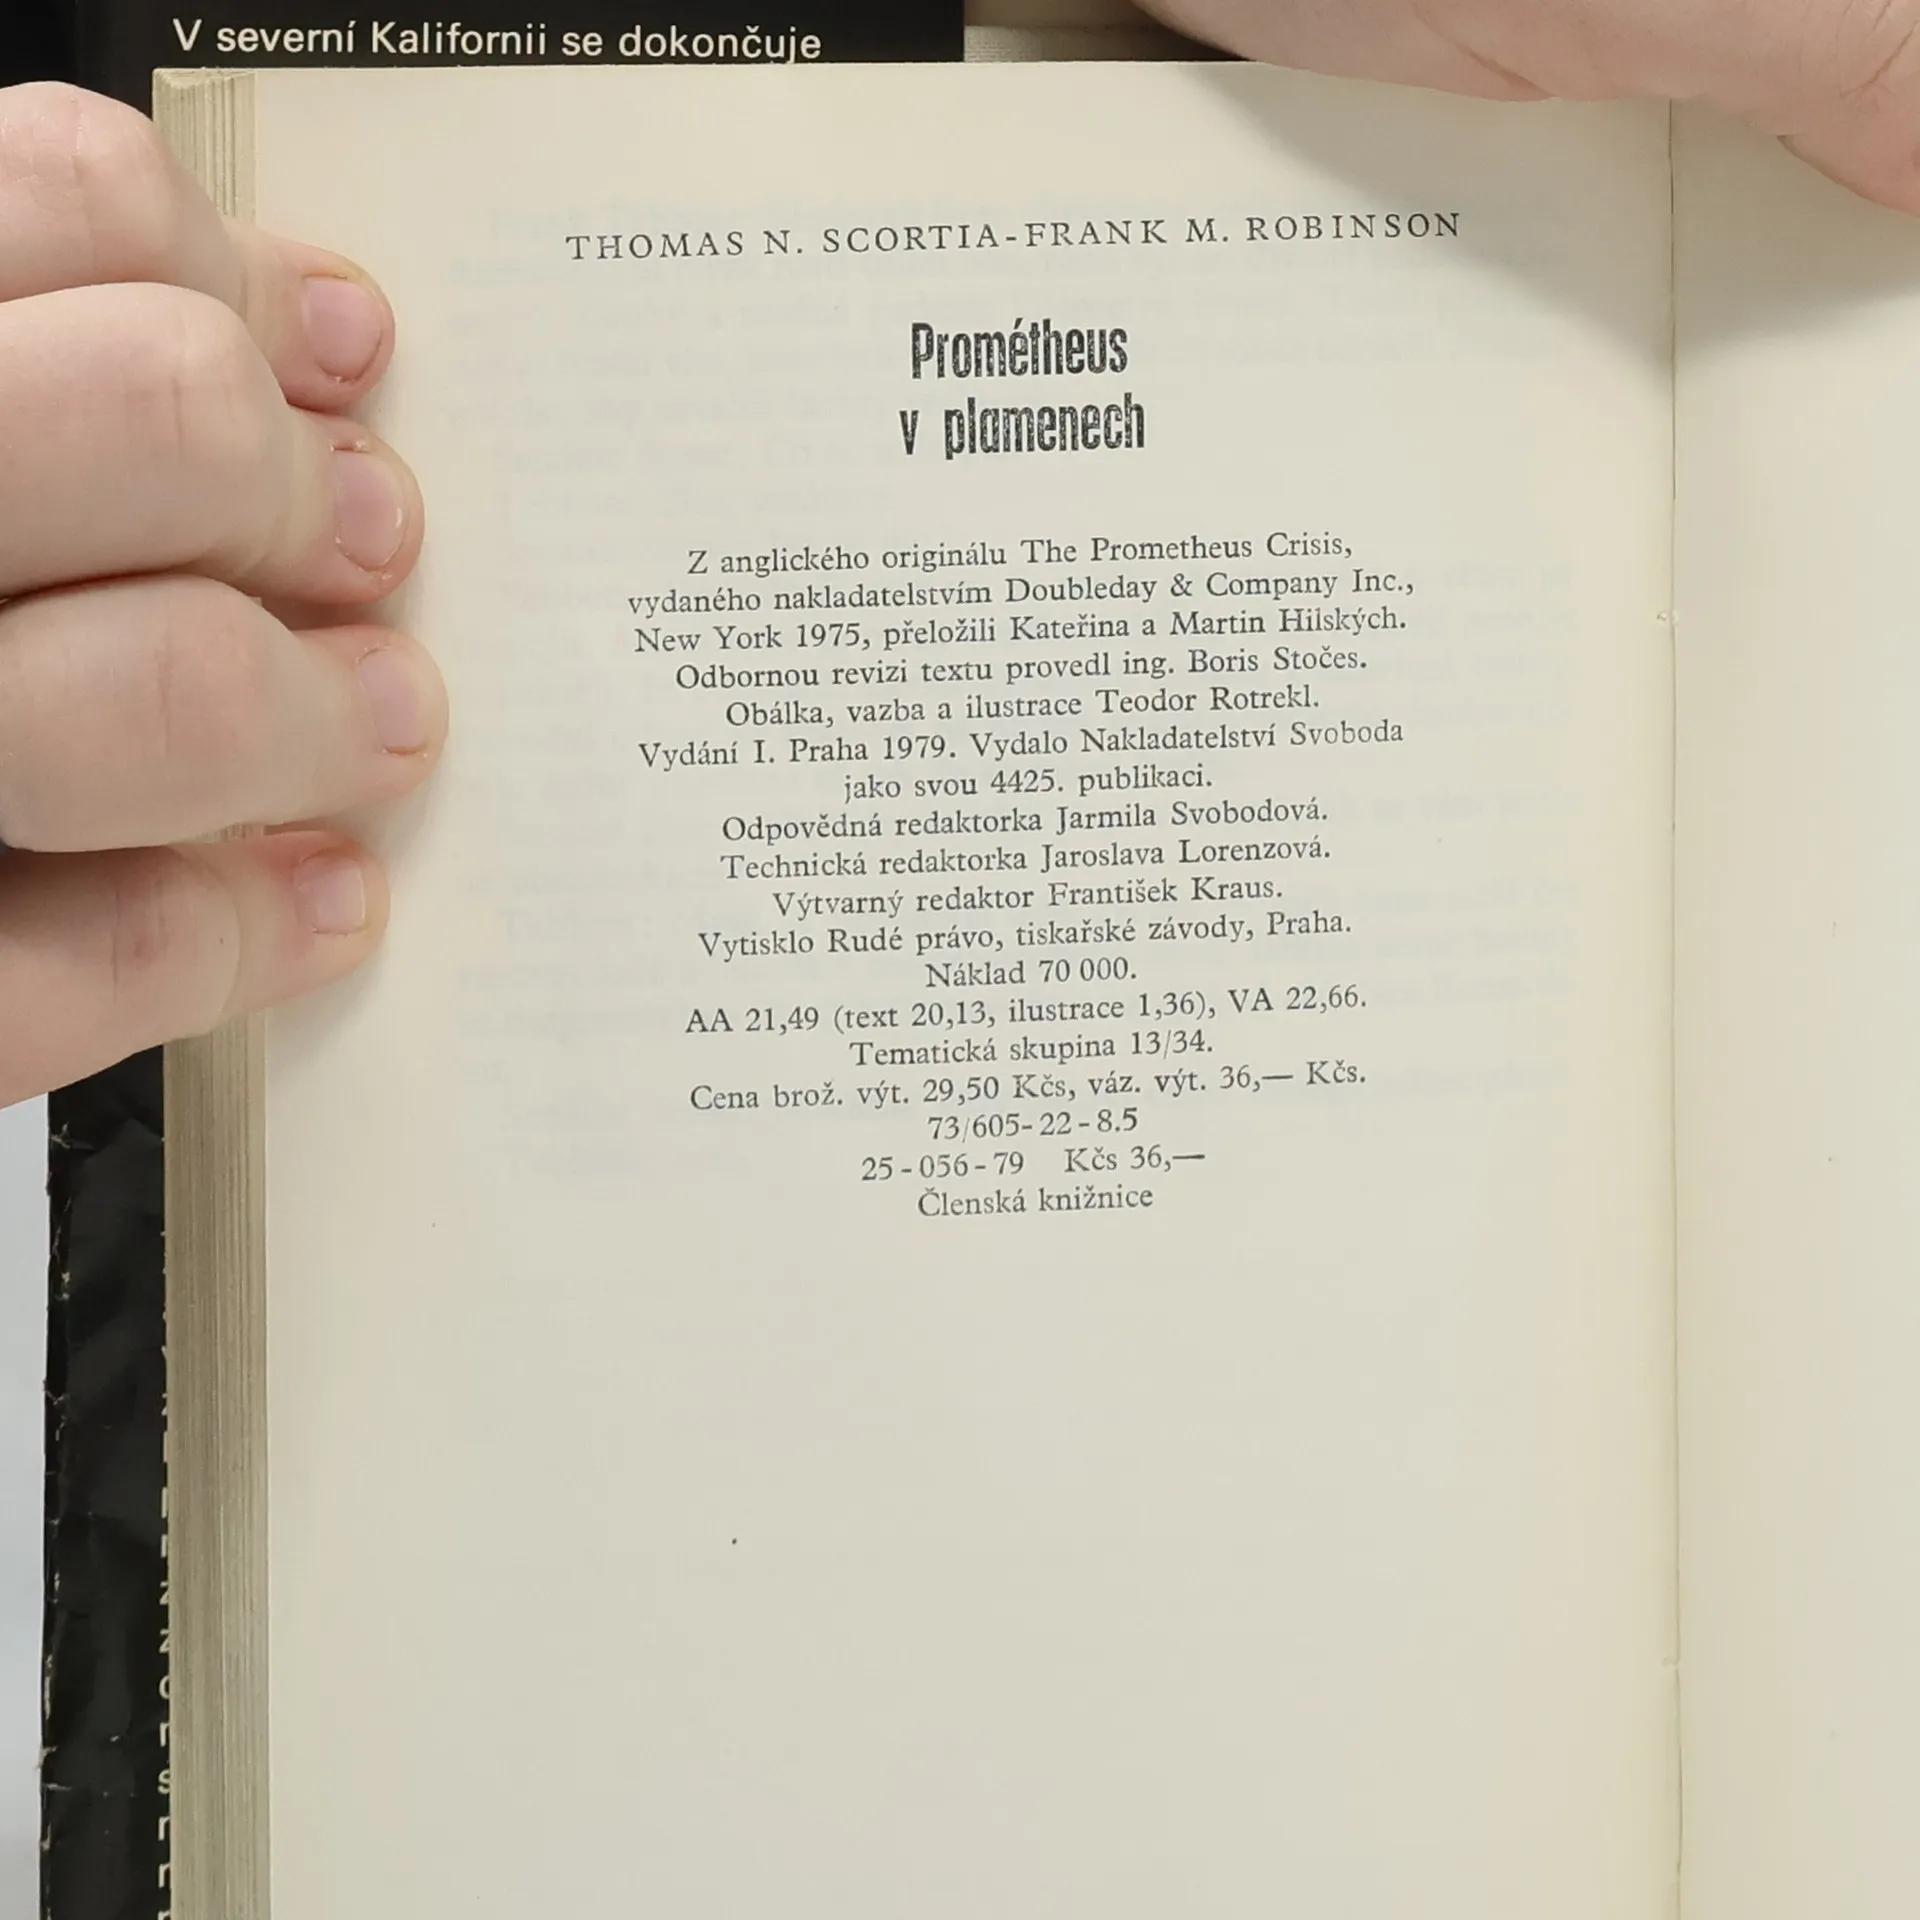 V severní Kalifornii se dokončuje
THOMAS N. SCORTIA-FRANK M. ROBINSON
Prométheus
v plamenech
Z anglického originálu The Prometheus Crisis,
vydaného nakladatelstvím Doubleday & Company Inc.,
New York 1975, přeložili Kateřina a Martin Hilských.
Odbornou revizi textu provedl ing. Boris Stočes.
Obálka, vazba a ilustrace Teodor Rotrekl.
Vydání I. Praha 1979. Vydalo Nakladatelství Svoboda
jako svou 4425. publikaci.
Odpovědná redaktorka Jarmila Svobodová.
Technická redaktorka Jaroslava Lorenzová.
Výtvarný redaktor František Kraus.
Vytisklo Rudé právo, tiskařské závody, Praha.
Náklad 70 000.
AA 21,49 (text 20,13, ilustrace 1,36), VA 22,66.
Tematická skupina 13/34.
Cena brož. výt. 29,50 Kčs, váz. výt. 36,— Kčs.
73/605-22-8.5
25-056-79 Kčs 36,—
Členská knižnice